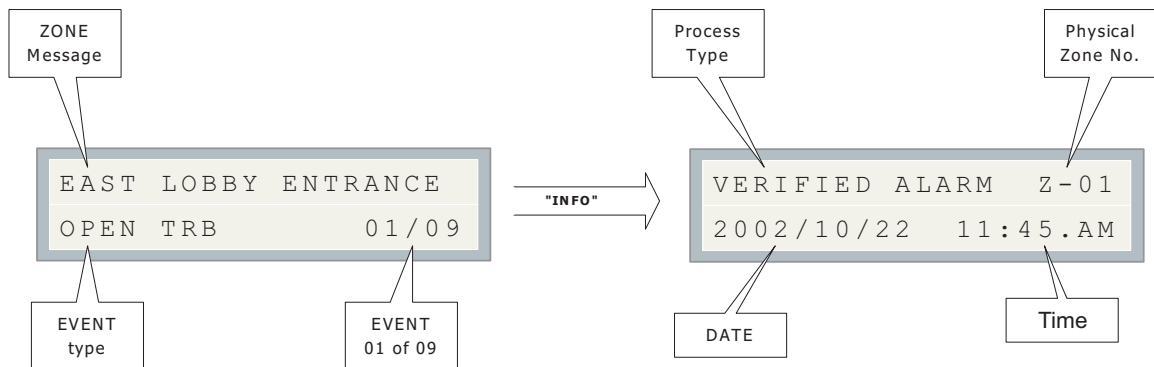 ZONE
Message
EAST LOBBY ENTRANCE
OPEN TRB 01/09
EVENT
type
EVENT
01 of 09
"INFO"
Process
Type
Physical
Zone No.
VERIFIED ALARM Z-01
2002/10/22 11:45.AM
DATE
Time